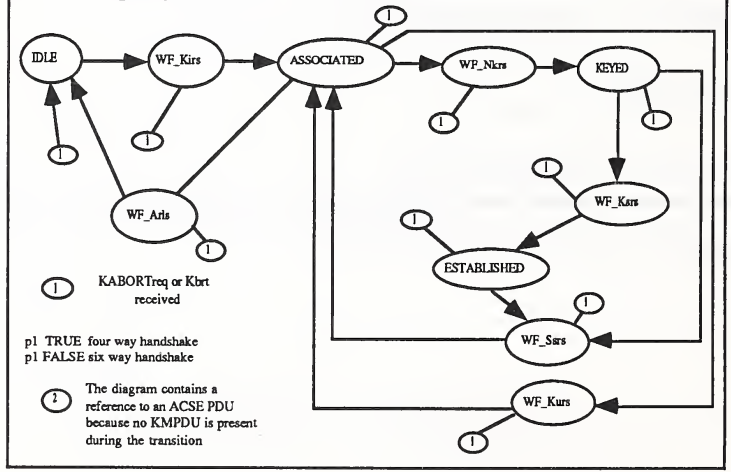 1
IDLE
WF_Kirs
ASSOCIATED
WF_Nkrs
KEYED
1
1
1
1
1
WF_Ksrs
WF_Arls
1
1
ESTABLISHED
1
KABORTreq or Kbrt
received
1
WF_Ssrs
p1 TRUE four way handshake
p1 FALSE six way handshake
2
The diagram contains a
reference to an ACSE PDU
because no KMPDU is present
during the transition
WF_Kurs
1